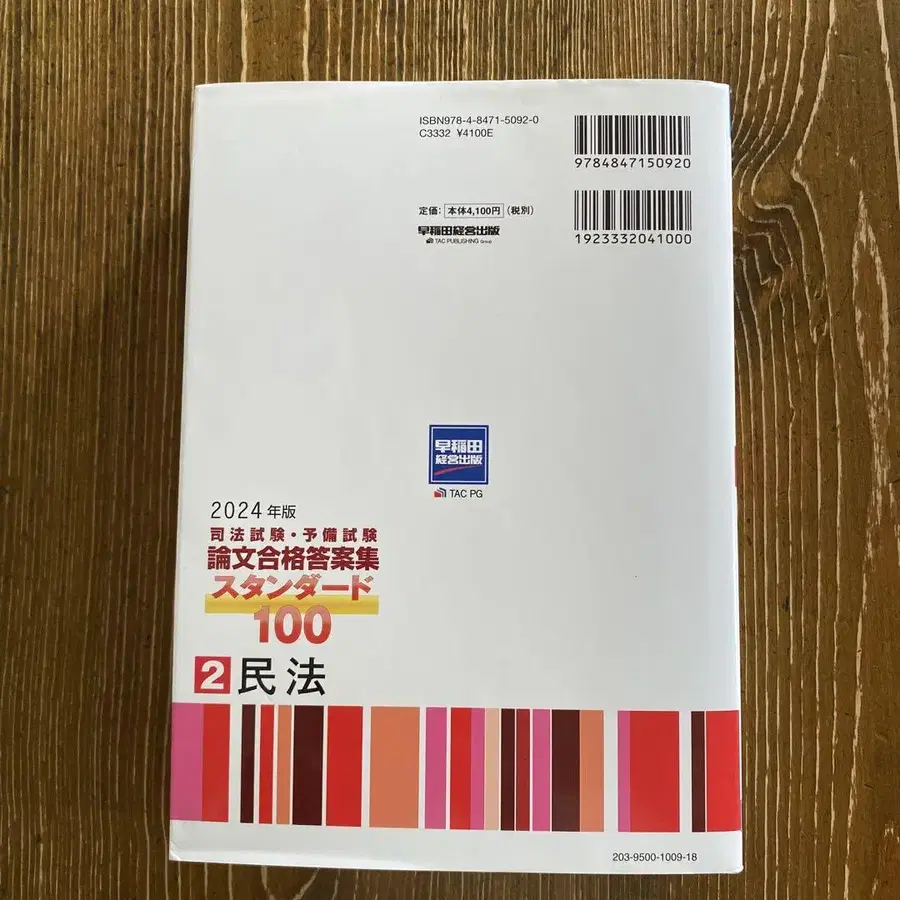 ISBN978-4-8471-5092-0
C3332 ¥4100E
9784847150920
定価：本体4,100円（税別）
早稲田経営出版
TAC PUBLISHING Group
1923332041000
早稲田
経営出版
TAC PG
2024年版
司法試験・予備試験
論文合格答案集
スタンダード
100
2 民法
203-9500-1009-18